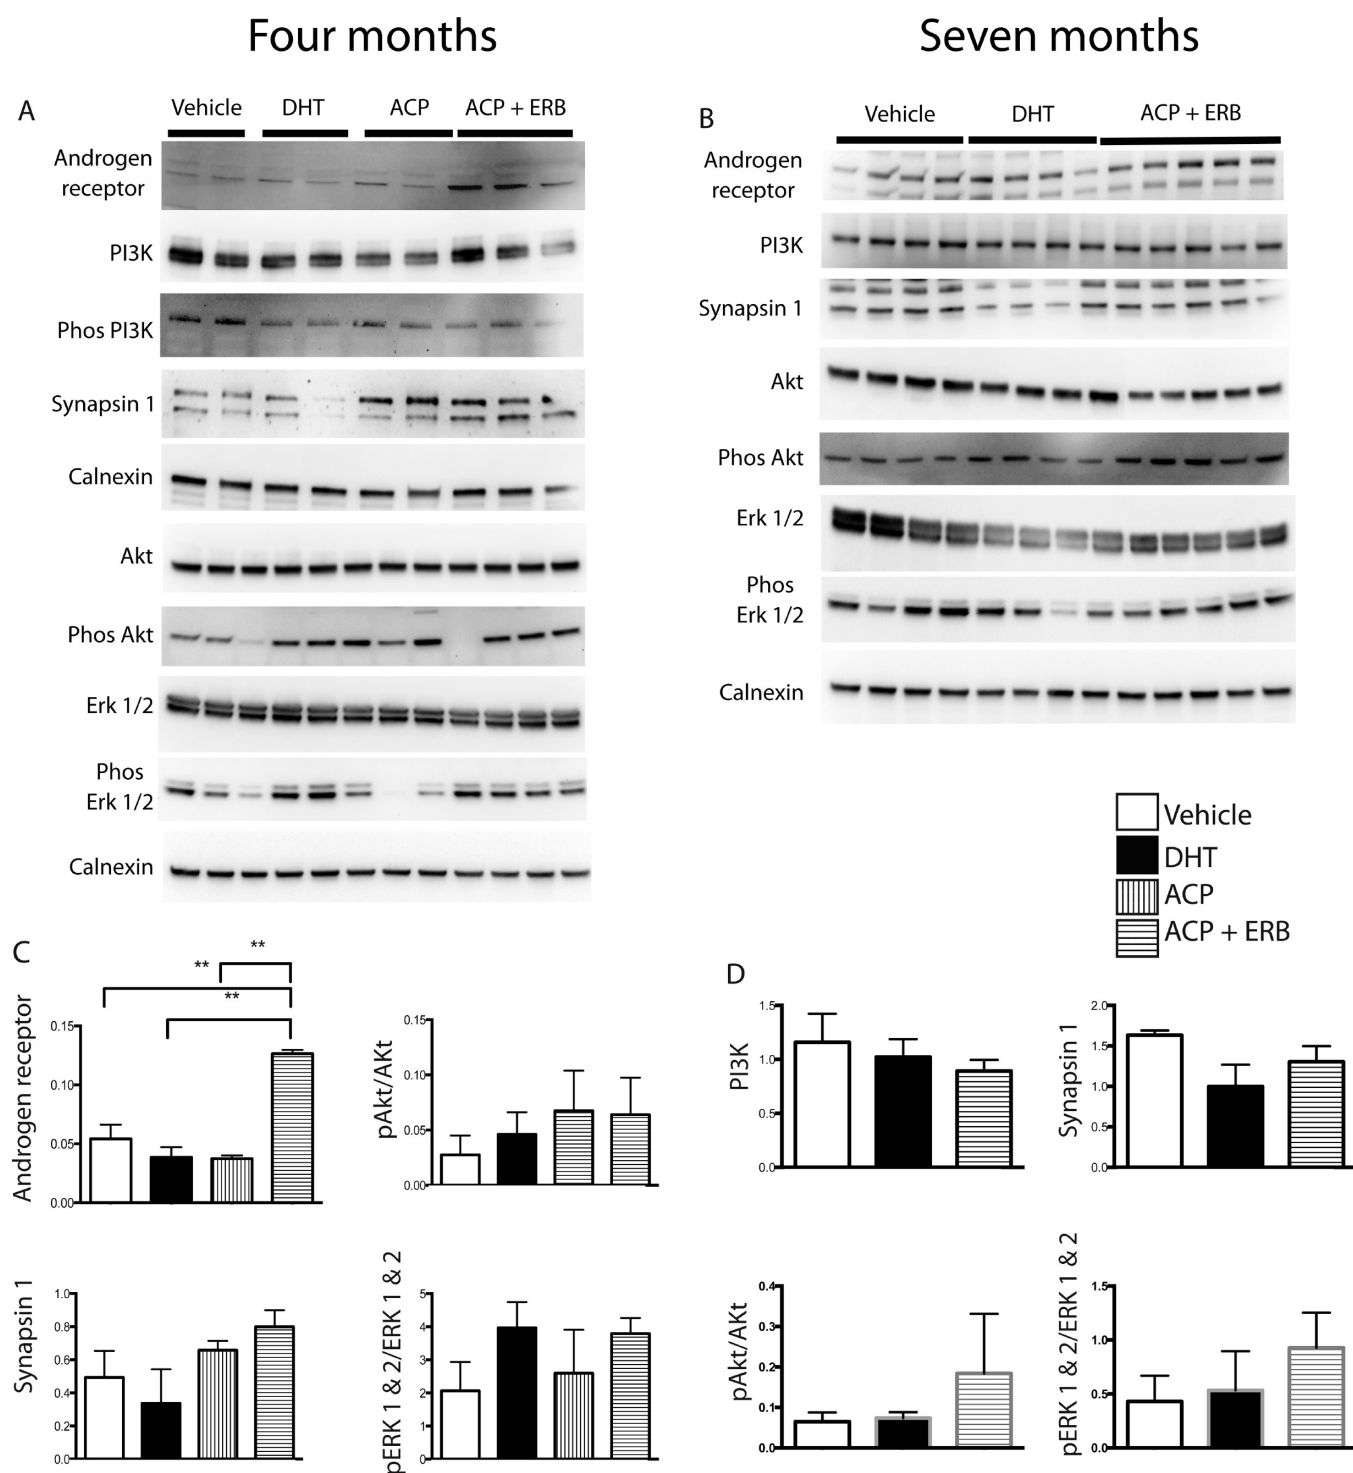 Four months
Seven months
A
Vehicle DHT ACP ACP + ERB
Androgen
receptor
PI3K
Phos PI3K
Synapsin 1
Calnexin
Akt
Phos Akt
Erk 1/2
Phos
Erk 1/2
Calnexin
B
Vehicle DHT ACP + ERB
Androgen
receptor
PI3K
Synapsin 1
Akt
Phos Akt
Erk 1/2
Phos
Erk 1/2
Calnexin
Vehicle
DHT
ACP
ACP + ERB
C
**
**
**
Androgen receptor
0.15
0.10
0.05
0.00
pAkt/AKt
0.15
0.10
0.05
0.00
Synapsin 1
1.0
0.8
0.6
0.4
0.2
0.0
pERK 1 & 2/ERK 1 & 2
5
4
3
2
1
0
D
PI3K
1.5
1.0
0.5
0.0
Synapsin 1
2.0
1.5
1.0
0.5
0.0
pAkt/AKt
0.4
0.3
0.2
0.1
0.0
pERK 1 & 2/ERK 1 & 2
1.5
1.0
0.5
0.0